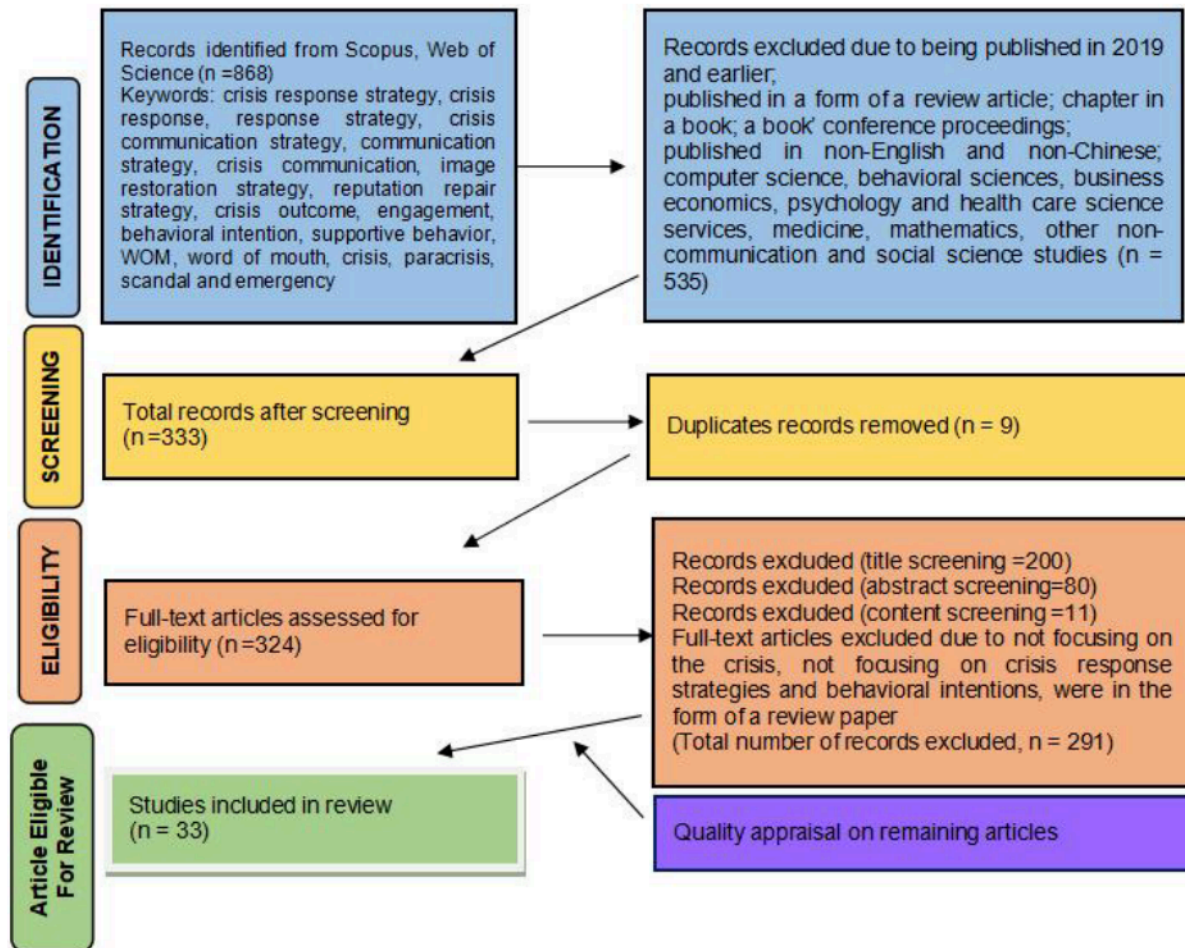 IDENTIFICATION
Records identified from Scopus, Web of
Science (n =868)
Keywords: crisis response strategy, crisis
response, response strategy, crisis
communication strategy, communication
strategy, crisis communication, image
restoration strategy, reputation repair
strategy, crisis outcome, engagement,
behavioral intention, supportive behavior,
WOM, word of mouth, crisis, paracrisis,
scandal and emergency
Records excluded due to being published in 2019
and earlier;
published in a form of a review article; chapter in
a book; a book' conference proceedings;
published in non-English and non-Chinese;
computer science, behavioral sciences, business
economics, psychology and health care science
services, medicine, mathematics, other non-
communication and social science studies (n =
535)
SCREENING
Total records after screening
(n =333)
Duplicates records removed (n = 9)
ELIGIBILITY
Full-text articles assessed for
eligibility (n =324)
Records excluded (title screening =200)
Records excluded (abstract screening=80)
Records excluded (content screening =11)
Full-text articles excluded due to not focusing on
the crisis, not focusing on crisis response
strategies and behavioral intentions, were in the
form of a review paper
(Total number of records excluded, n = 291)
Article Eligible
For Review
Studies included in review
(n = 33)
Quality appraisal on remaining articles